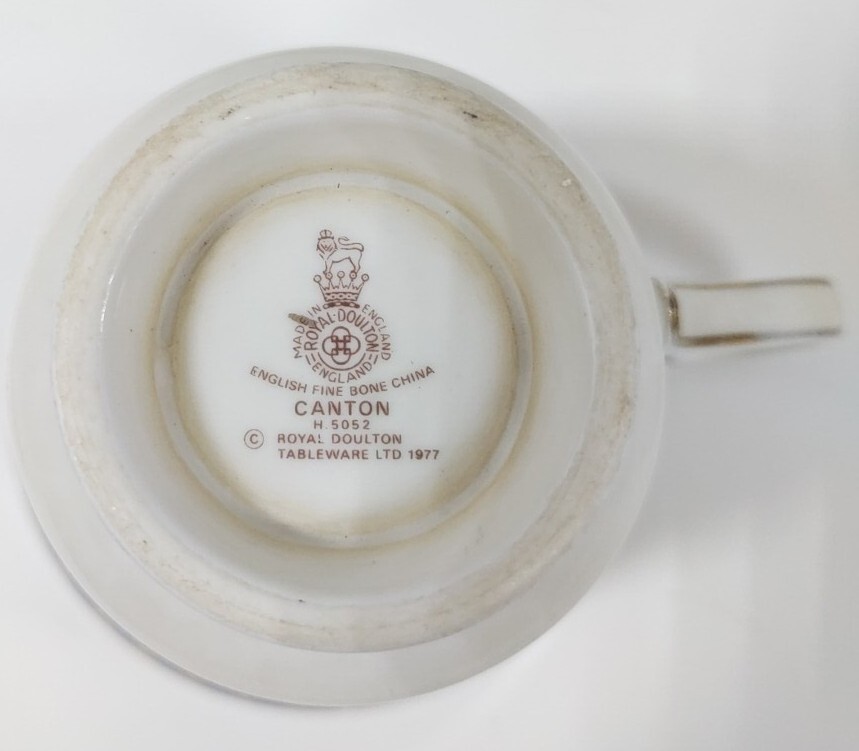 MADE IN ENGLAND
ROYAL·DOULTON
ENGLAND
ENGLISH FINE BONE CHINA
CANTON
H.5052
© ROYAL DOULTON
TABLEWARE LTD 1977